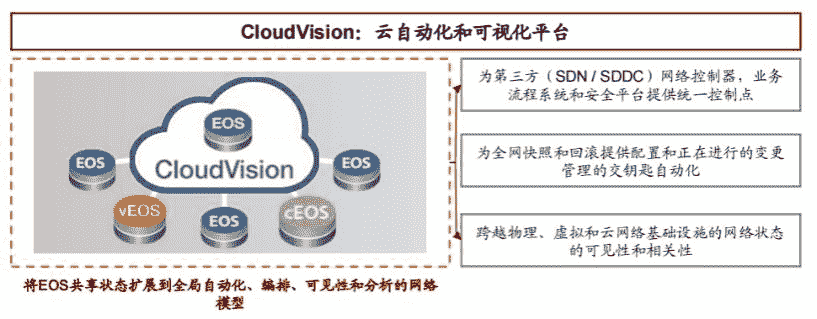 CloudVision：云自动化和可视化平台
EOS
CloudVision
EOS
EOS
vEOS
EOS
cEOS
将EOS共享状态扩展到全局自动化、编排、可见性和分析的网络
模型
为第三方（SDN / SDDC）网络控制器，业务
流程系统和安全平台提供统一控制点
为全网快照和回滚提供配置和正在进行的变更
管理的交钥匙自动化
跨越物理、虚拟和云网络基础设施的网络状态
的可见性和相关性